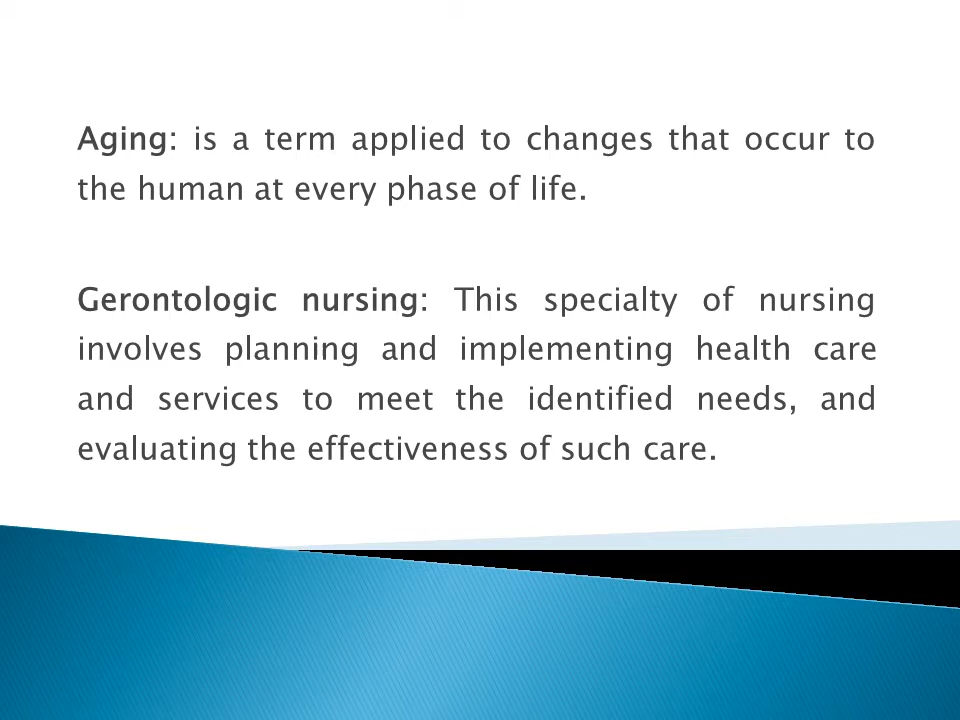 Aging: is a term applied to changes that occur to
the human at every phase of life.
Gerontologic nursing: This specialty of nursing
involves planning and implementing health care
and services to meet the identified needs, and
evaluating the effectiveness of such care.